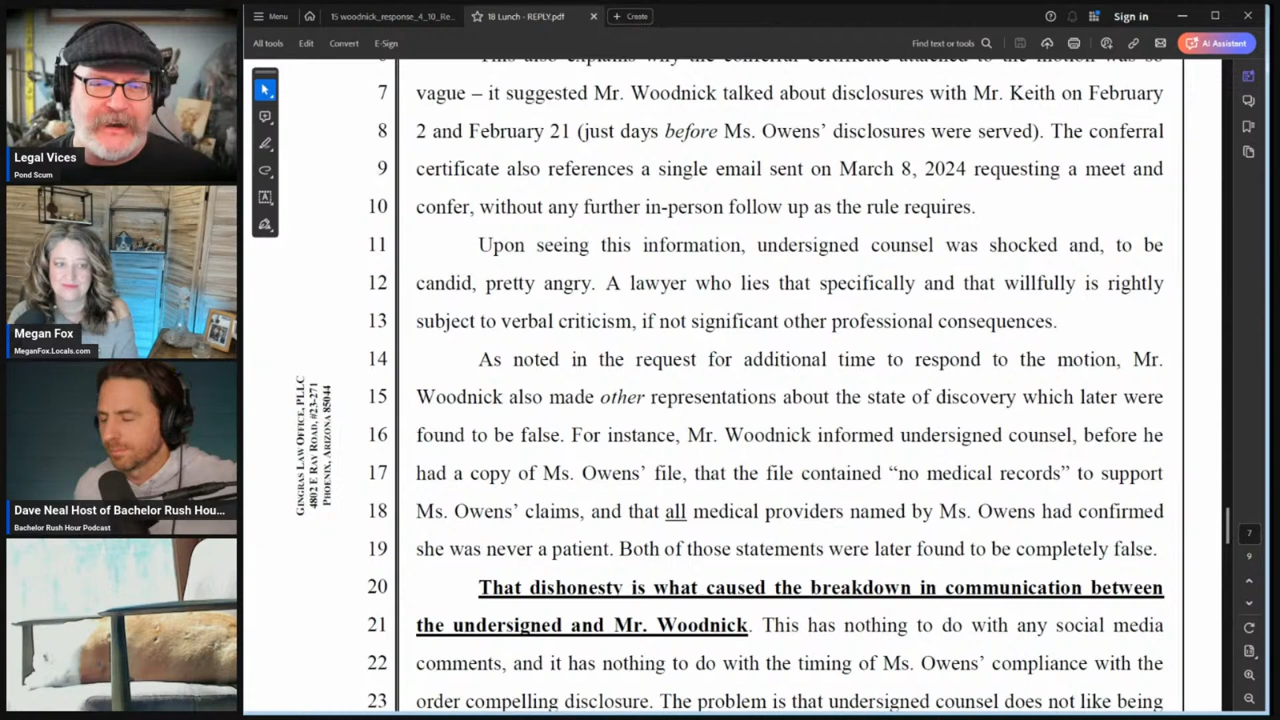 Legal Vices
Pond Scum
Megan Fox
MeganFox.Locals.com
Dave Neal Host of Bachelor Rush Hou...
Bachelor Rush Hour Podcast
Menu
15 woodnick_response_4_10_Re...
18 Lunch - REPLY.pdf
Create
Sign in
All tools
Edit
Convert
E-Sign
Find text or tools
AI Assistant
7 vague – it suggested Mr. Woodnick talked about disclosures with Mr. Keith on February
8 2 and February 21 (just days before Ms. Owens’ disclosures were served). The conferral
9 certificate also references a single email sent on March 8, 2024 requesting a meet and
10 confer, without any further in-person follow up as the rule requires.
11 Upon seeing this information, undersigned counsel was shocked and, to be
12 candid, pretty angry. A lawyer who lies that specifically and that willfully is rightly
13 subject to verbal criticism, if not significant other professional consequences.
14 As noted in the request for additional time to respond to the motion, Mr.
15 Woodnick also made other representations about the state of discovery which later were
16 found to be false. For instance, Mr. Woodnick informed undersigned counsel, before he
17 had a copy of Ms. Owens’ file, that the file contained “no medical records” to support
18 Ms. Owens’ claims, and that all medical providers named by Ms. Owens had confirmed
19 she was never a patient. Both of those statements were later found to be completely false.
20 That dishonesty is what caused the breakdown in communication between
21 the undersigned and Mr. Woodnick. This has nothing to do with any social media
22 comments, and it has nothing to do with the timing of Ms. Owens’ compliance with the
23 order compelling disclosure. The problem is that undersigned counsel does not like being
GINGRAS LAW OFFICE, PLLC
4802 E RAY ROAD, #23-271
PHOENIX, ARIZONA 85044
7
9